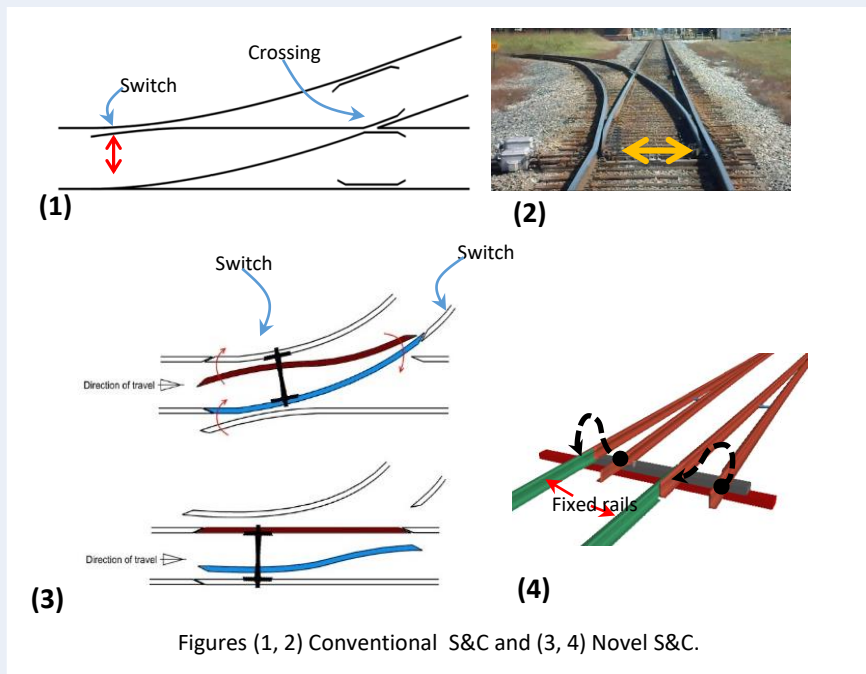 Crossing
Switch
(1)
(2)
Switch
Switch
Direction of travel
Direction of travel
(3)
Fixed rails
(4)
Figures (1, 2) Conventional  S&C and (3, 4) Novel S&C.